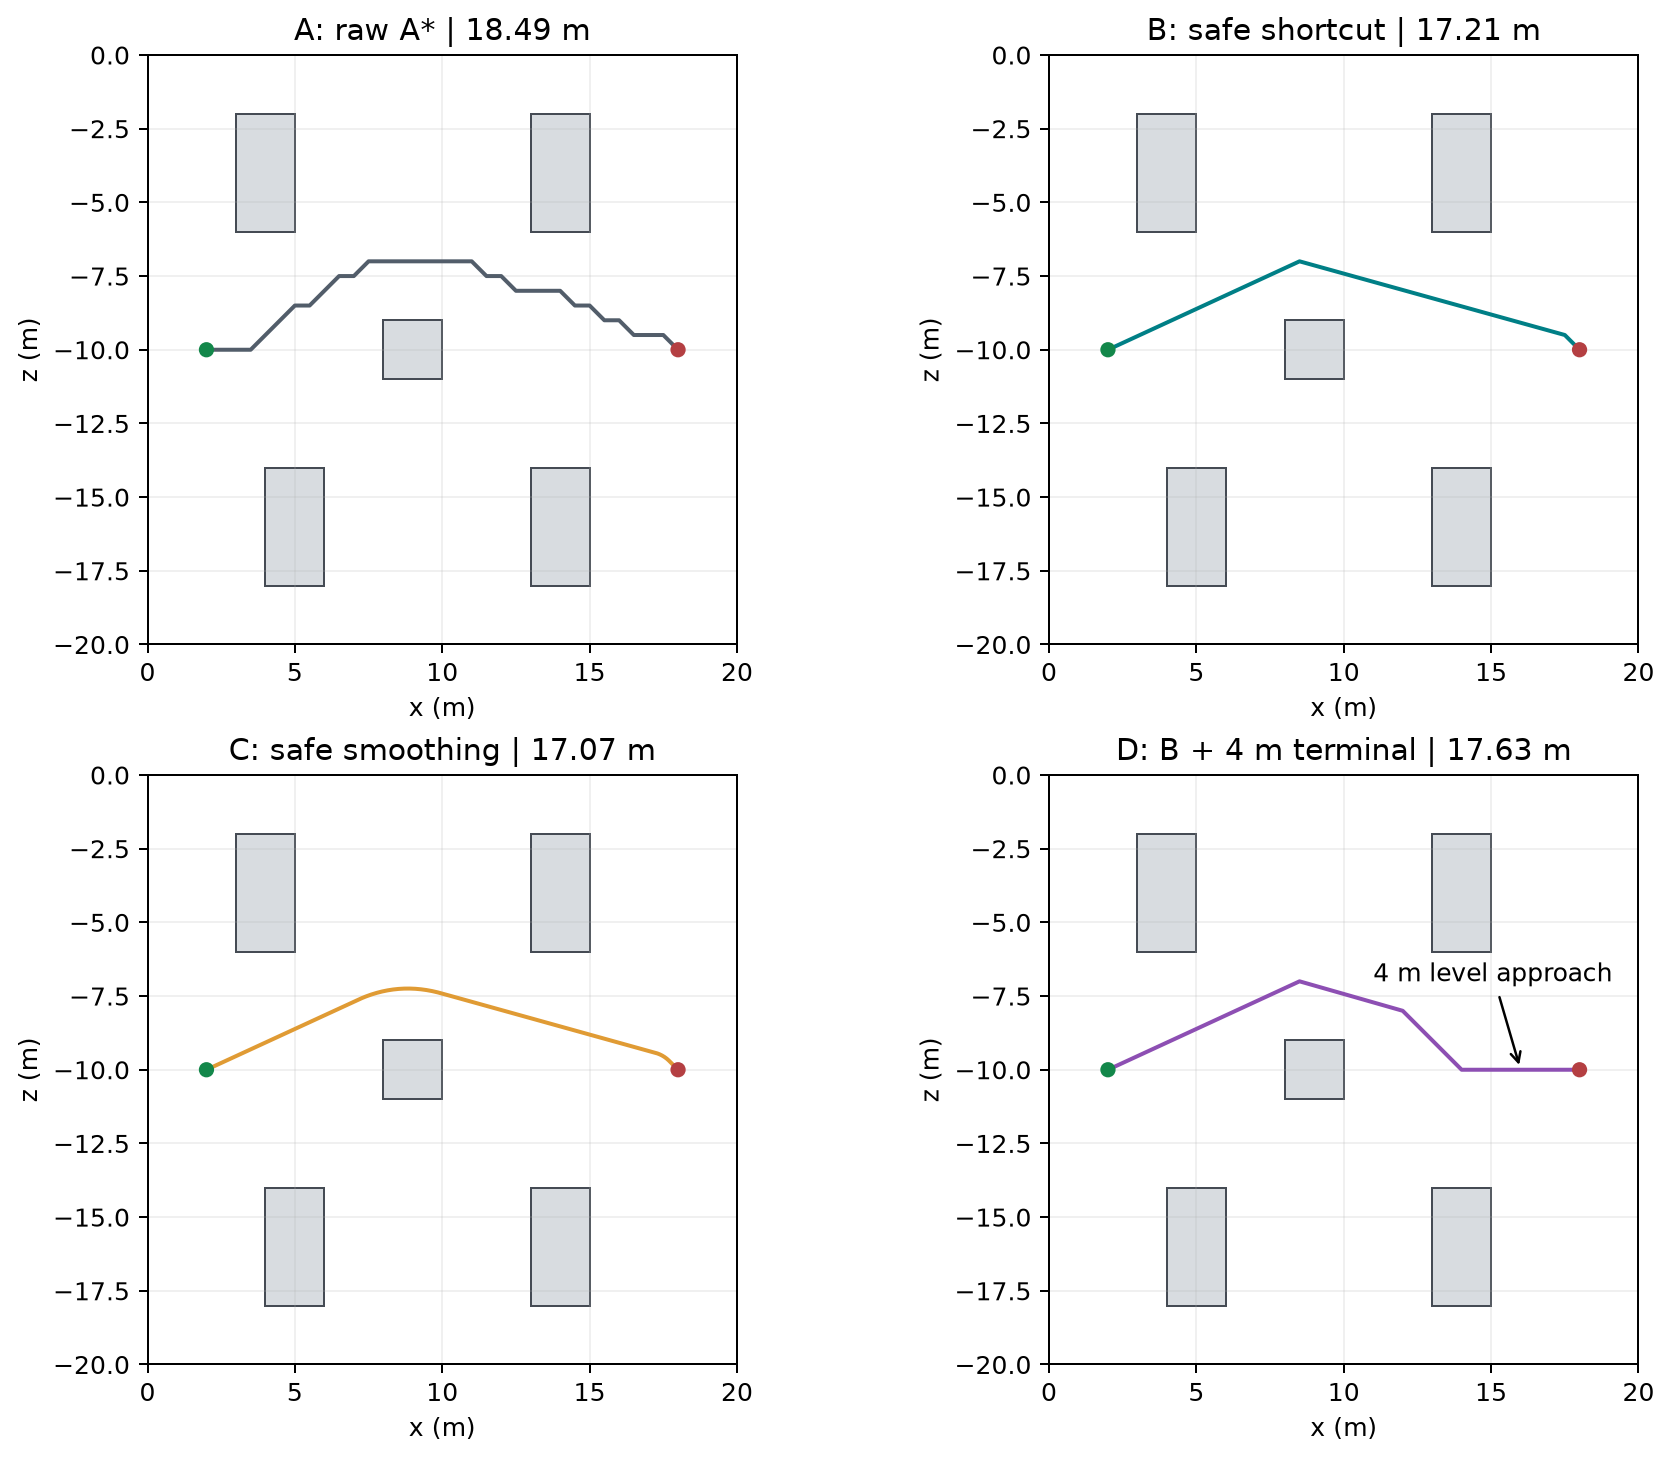 A: raw A* | 18.49 m
0.0
−2.5
−5.0
−7.5
−10.0
−12.5
−15.0
−17.5
−20.0
z (m)
0 5 10 15 20
x (m)
B: safe shortcut | 17.21 m
0.0
−2.5
−5.0
−7.5
−10.0
−12.5
−15.0
−17.5
−20.0
z (m)
0 5 10 15 20
x (m)
C: safe smoothing | 17.07 m
0.0
−2.5
−5.0
−7.5
−10.0
−12.5
−15.0
−17.5
−20.0
z (m)
0 5 10 15 20
x (m)
D: B + 4 m terminal | 17.63 m
0.0
−2.5
−5.0
−7.5
−10.0
−12.5
−15.0
−17.5
−20.0
z (m)
4 m level approach
0 5 10 15 20
x (m)